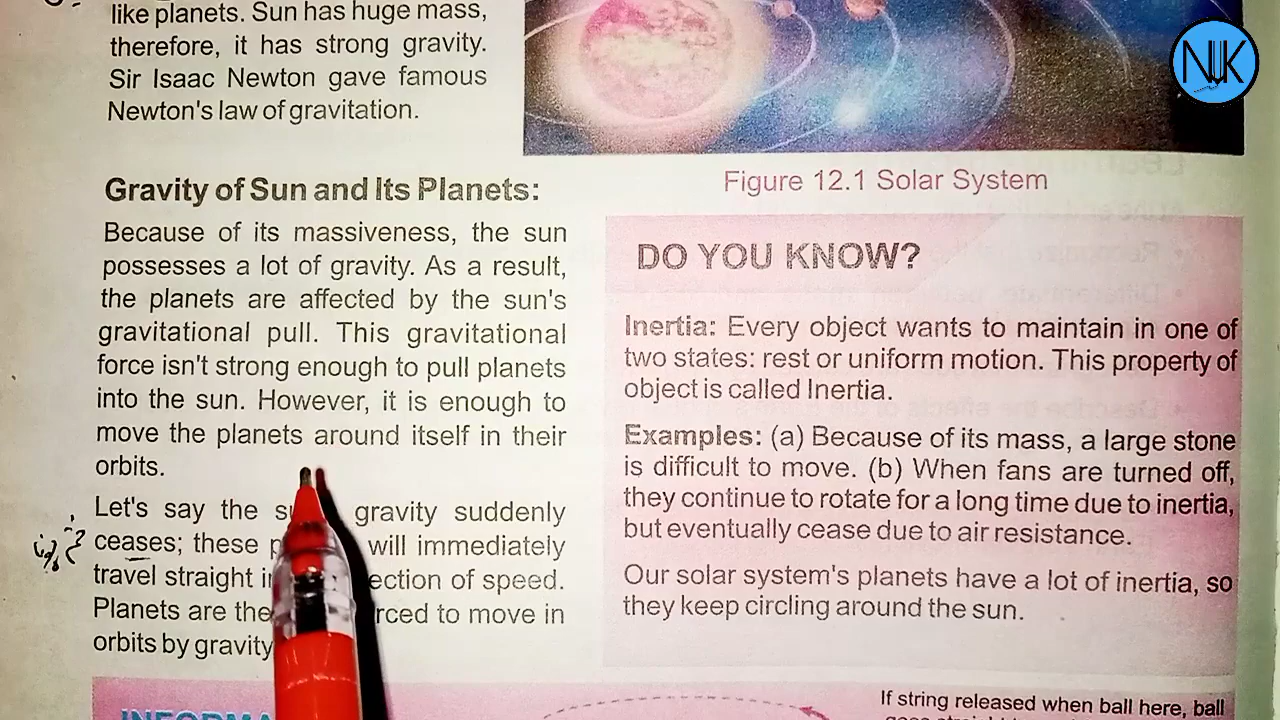 like planets. Sun has huge mass,
therefore, it has strong gravity.
Sir Isaac Newton gave famous
Newton's law of gravitation.
Gravity of Sun and Its Planets:
Because of its massiveness, the sun
possesses a lot of gravity. As a result,
the planets are affected by the sun's
gravitational pull. This gravitational
force isn't strong enough to pull planets
into the sun. However, it is enough to
move the planets around itself in their
orbits.
Let's say the gravity suddenly
ceases; these will immediately
travel straight of speed.
Planets are to move in
orbits by gravity
NUK
Figure 12.1 Solar System
DO YOU KNOW?
Inertia: Every object wants to maintain in one of
two states: rest or uniform motion. This property of
object is called Inertia.
Examples: (a) Because of its mass, a large stone
is difficult to move. (b) When fans are turned off,
they continue to rotate for a long time due to inertia,
but eventually cease due to air resistance.
Our solar system's planets have a lot of inertia, so
they keep circling around the sun.
If string released when ball here, ball